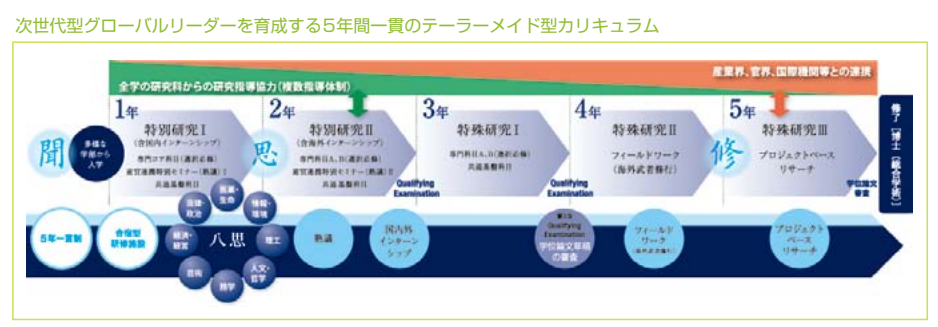 次世代型グローバルリーダーを育成する5年間一貫のテーラーメイド型カリキュラム
産業界、官界、国際機関等との連携
全学の研究科からの研究指導協力(複数指導体制)
聞
多様な
学部から
入学
1年
特別研究Ⅰ
(含国内インターンシップ)
専門コア科目(選択必修)
産官連携特別セミナー(熟議)Ⅰ
共通基盤科目
思
2年
特別研究Ⅱ
(含海外インターンシップ)
専門科目A、B(選択必修)
産官連携特別セミナー(熟議)Ⅱ
共通基盤科目
Qualifying
Examination
3年
特殊研究Ⅰ
専門科目A、B(選択必修)
共通基盤科目
Qualifying
Examination
4年
特殊研究Ⅱ
フィールドワーク
(海外武者修行)
修
5年
特殊研究Ⅲ
プロジェクトベース
リサーチ
学位論文
審査
修了[博士(総合学術)]
5年一貫制
合宿型
研修施設
八思
医薬・
生命
情報・
環境
理工
人文・
哲学
語学
芸術
経済・
経営
法律・
政治
熟議
国内外
インターン
シップ
第2次
Qualifying
Examination
学位論文草稿
の審査
フィールド
ワーク
(海外武者修行)
プロジェクト
ベース
リサーチ